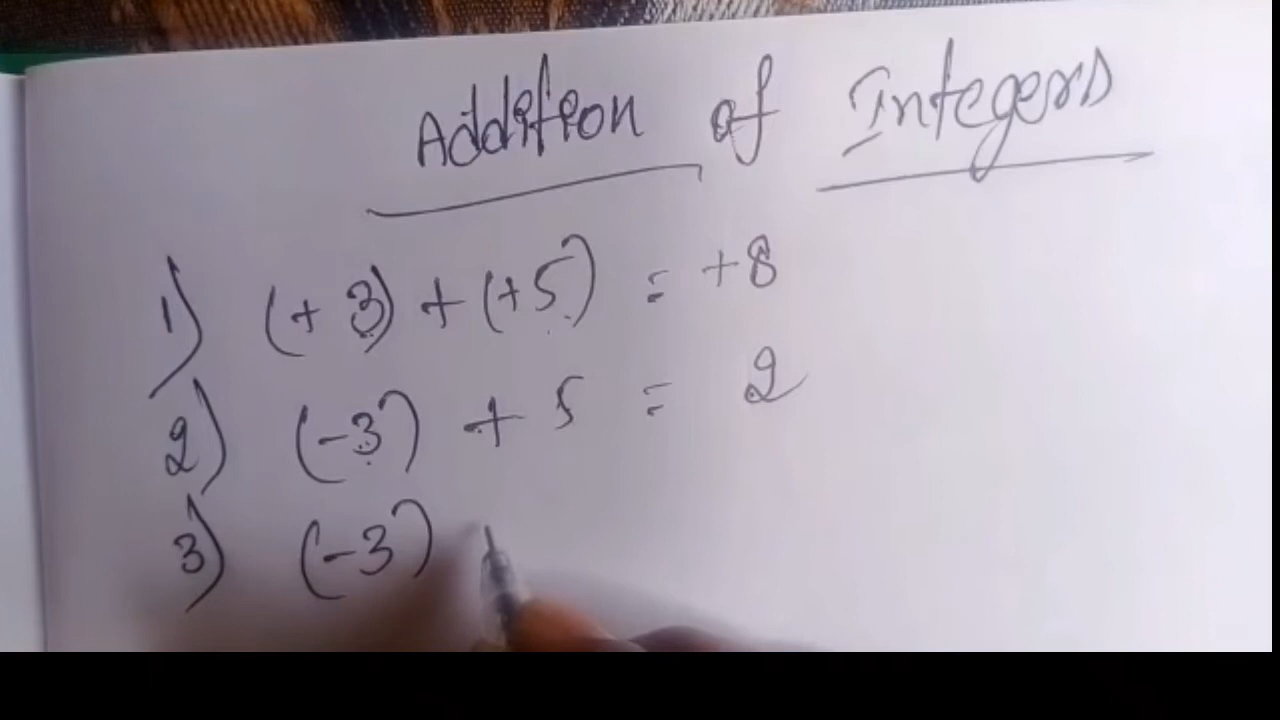 Addition of Integers
1) (+3) + (+5) = +8
2) (-3) + 5 = 2
3) (-3)